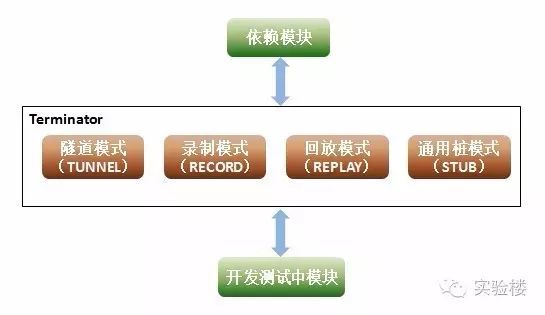 依赖模块
Terminator
隧道模式
（TUNNEL）
录制模式
（RECORD）
回放模式
（REPLAY）
通用桩模式
（STUB）
开发测试中模块
实验楼